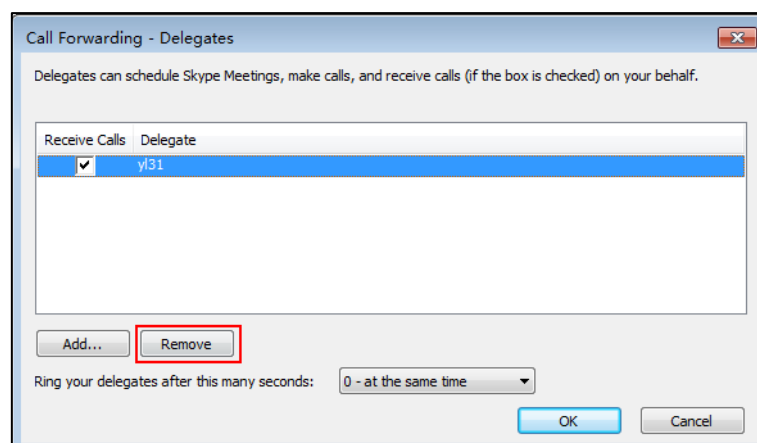 Call Forwarding - Delegates
Delegates can schedule Skype Meetings, make calls, and receive calls (if the box is checked) on your behalf.
Receive Calls Delegate
yl31
Add... Remove
Ring your delegates after this many seconds: 0 - at the same time
OK Cancel